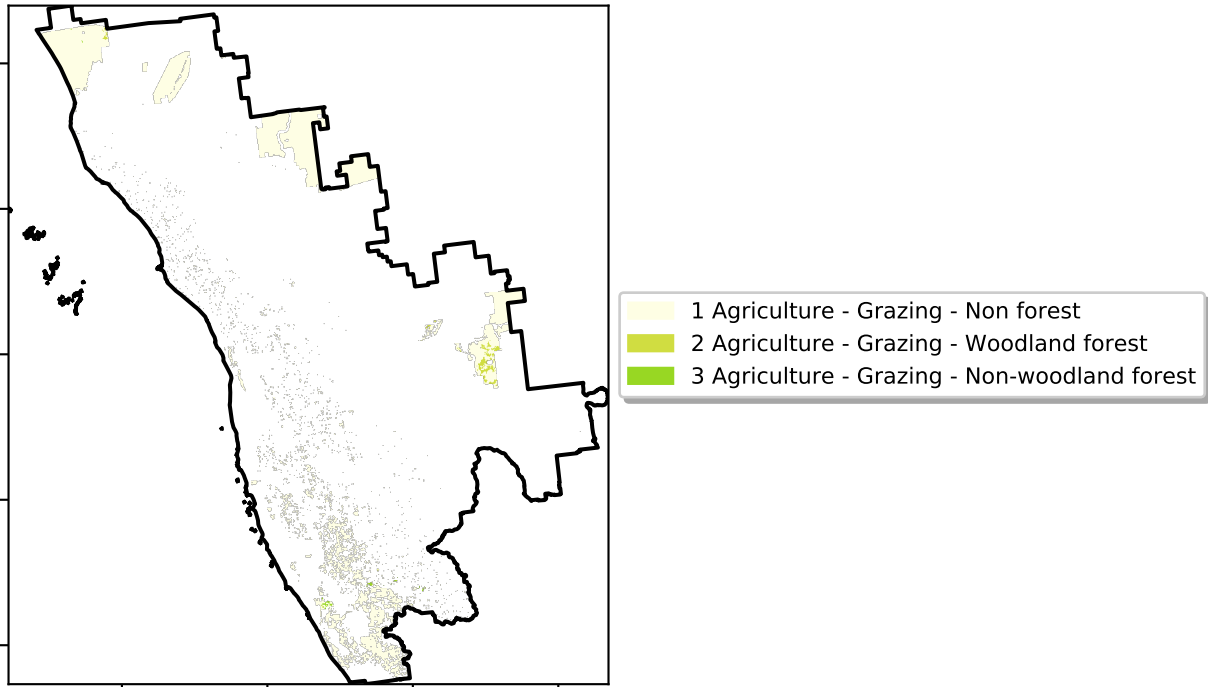 1 Agriculture - Grazing - Non forest
2 Agriculture - Grazing - Woodland forest
3 Agriculture - Grazing - Non-woodland forest